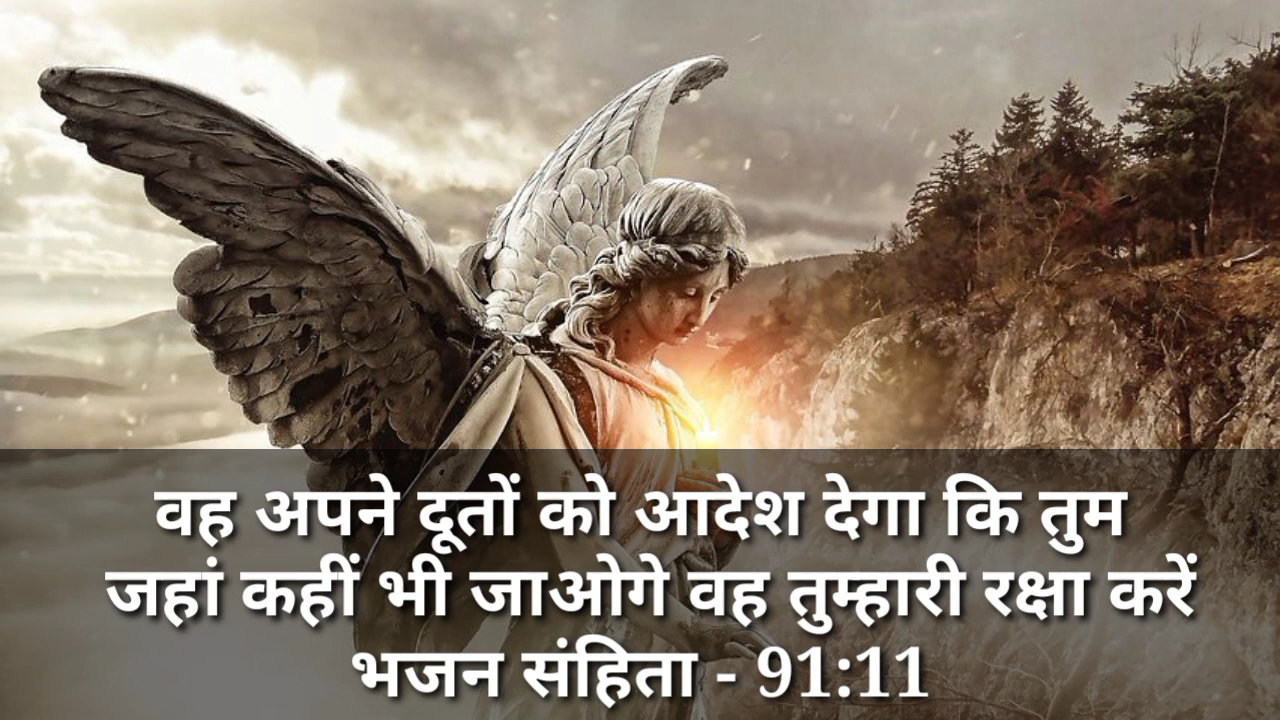 वह अपने दूतों को आदेश देगा कि तुम
जहां कहीं भी जाओगे वह तुम्हारी रक्षा करें
भजन संहिता - 91:11